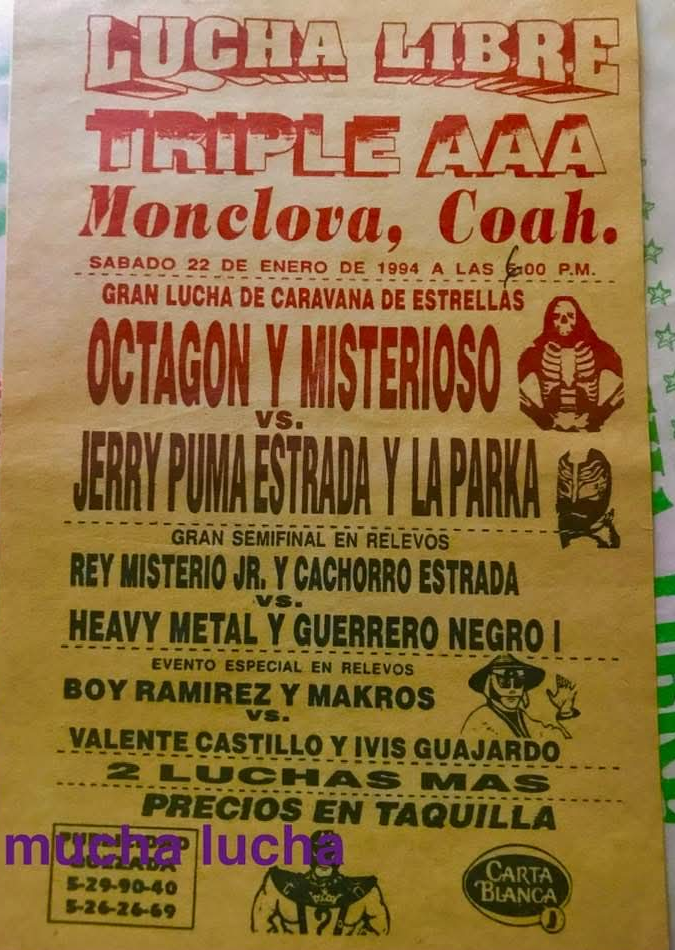 LUCHA LIBRE
TRIPLE AAA
Monclova, Coah.
SABADO 22 DE ENERO DE 1994 A LAS 6:00 P.M.
GRAN LUCHA DE CARAVANA DE ESTRELLAS
OCTAGON Y MISTERIOSO
VS.
JERRY PUMA ESTRADA Y LA PARKA
GRAN SEMIFINAL EN RELEVOS
REY MISTERIO JR. Y CACHORRO ESTRADA
VS.
HEAVY METAL Y GUERRERO NEGRO I
EVENTO ESPECIAL EN RELEVOS
BOY RAMIREZ Y MAKROS
VS.
VALENTE CASTILLO Y IVIS GUAJARDO
2 LUCHAS MAS
PRECIOS EN TAQUILLA
mucha lucha
5-29-90-40
5-26-26-69
?
CARTA
BLANCA